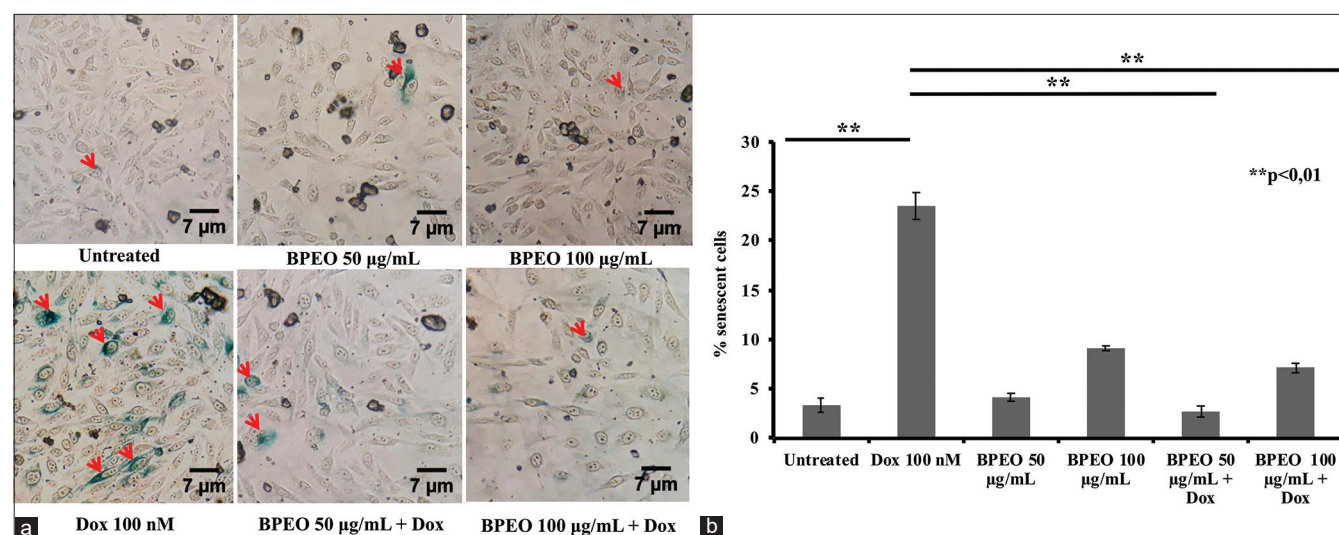 7 µm
7 µm
7 µm
Untreated
BPEO 50 µg/mL
BPEO 100 µg/mL
7 µm
7 µm
7 µm
a
Dox 100 nM
BPEO 50 µg/mL + Dox
BPEO 100 µg/mL + Dox
b
**
**
**
**p<0,01
% senescent cells
30
25
20
15
10
5
0
Untreated
Dox 100 nM
BPEO 50
µg/mL
BPEO 100
µg/mL
BPEO 50
µg/mL +
Dox
BPEO 100
µg/mL +
Dox